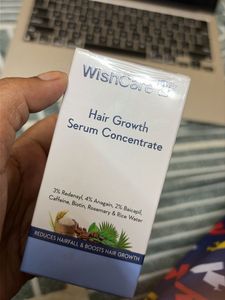 WishCare
Hair Growth
Serum Concentrate
3% Redensyl, 4% Anagain, 2% Baicapil,
Caffeine, Biotin, Rosemary & Rice Water
REDUCES HAIRFALL & BOOSTS HAIR GROWTH